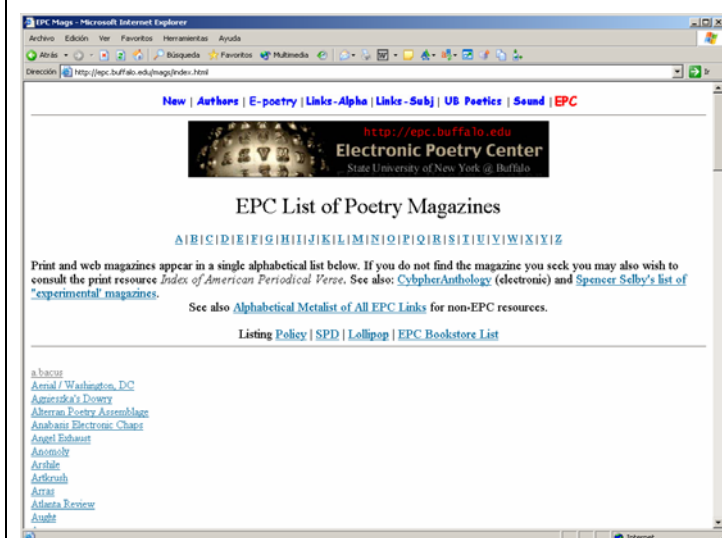 EPC Mags - Microsoft Internet Explorer
Archivo Edición Ver Favoritos Herramientas Ayuda
Atrás Búsqueda Favoritos Multimedia
Dirección http://epc.buffalo.edu/mags/index.html Ir
New | Authors | E-poetry | Links-Alpha | Links-Subj | UB Poetics | Sound | EPC
http://epc.buffalo.edu
Electronic Poetry Center
State University of New York @ Buffalo
EPC List of Poetry Magazines
A | B | C | D | E | F | G | H | I | J | K | L | M | N | O | P | Q | R | S | T | U | V | W | X | Y | Z
Print and web magazines appear in a single alphabetical list below. If you do not find the magazine you seek you may also wish to
consult the print resource Index of American Periodical Verse. See also: CybpherAnthology (electronic) and Spencer Selby's list of
"experimental' magazines.
See also Alphabetical Metalist of All EPC Links for non-EPC resources.
Listing Policy | SPD | Lollipop | EPC Bookstore List
a.bacus
Aerial / Washington, DC
Agnieszka's Dowry
Alterran Poetry Assemblage
Anabasis Electronic Chaps
Angel Exhaust
Anomoly
Arshile
Artkrush
Arras
Atlanta Review
Aught
Internet